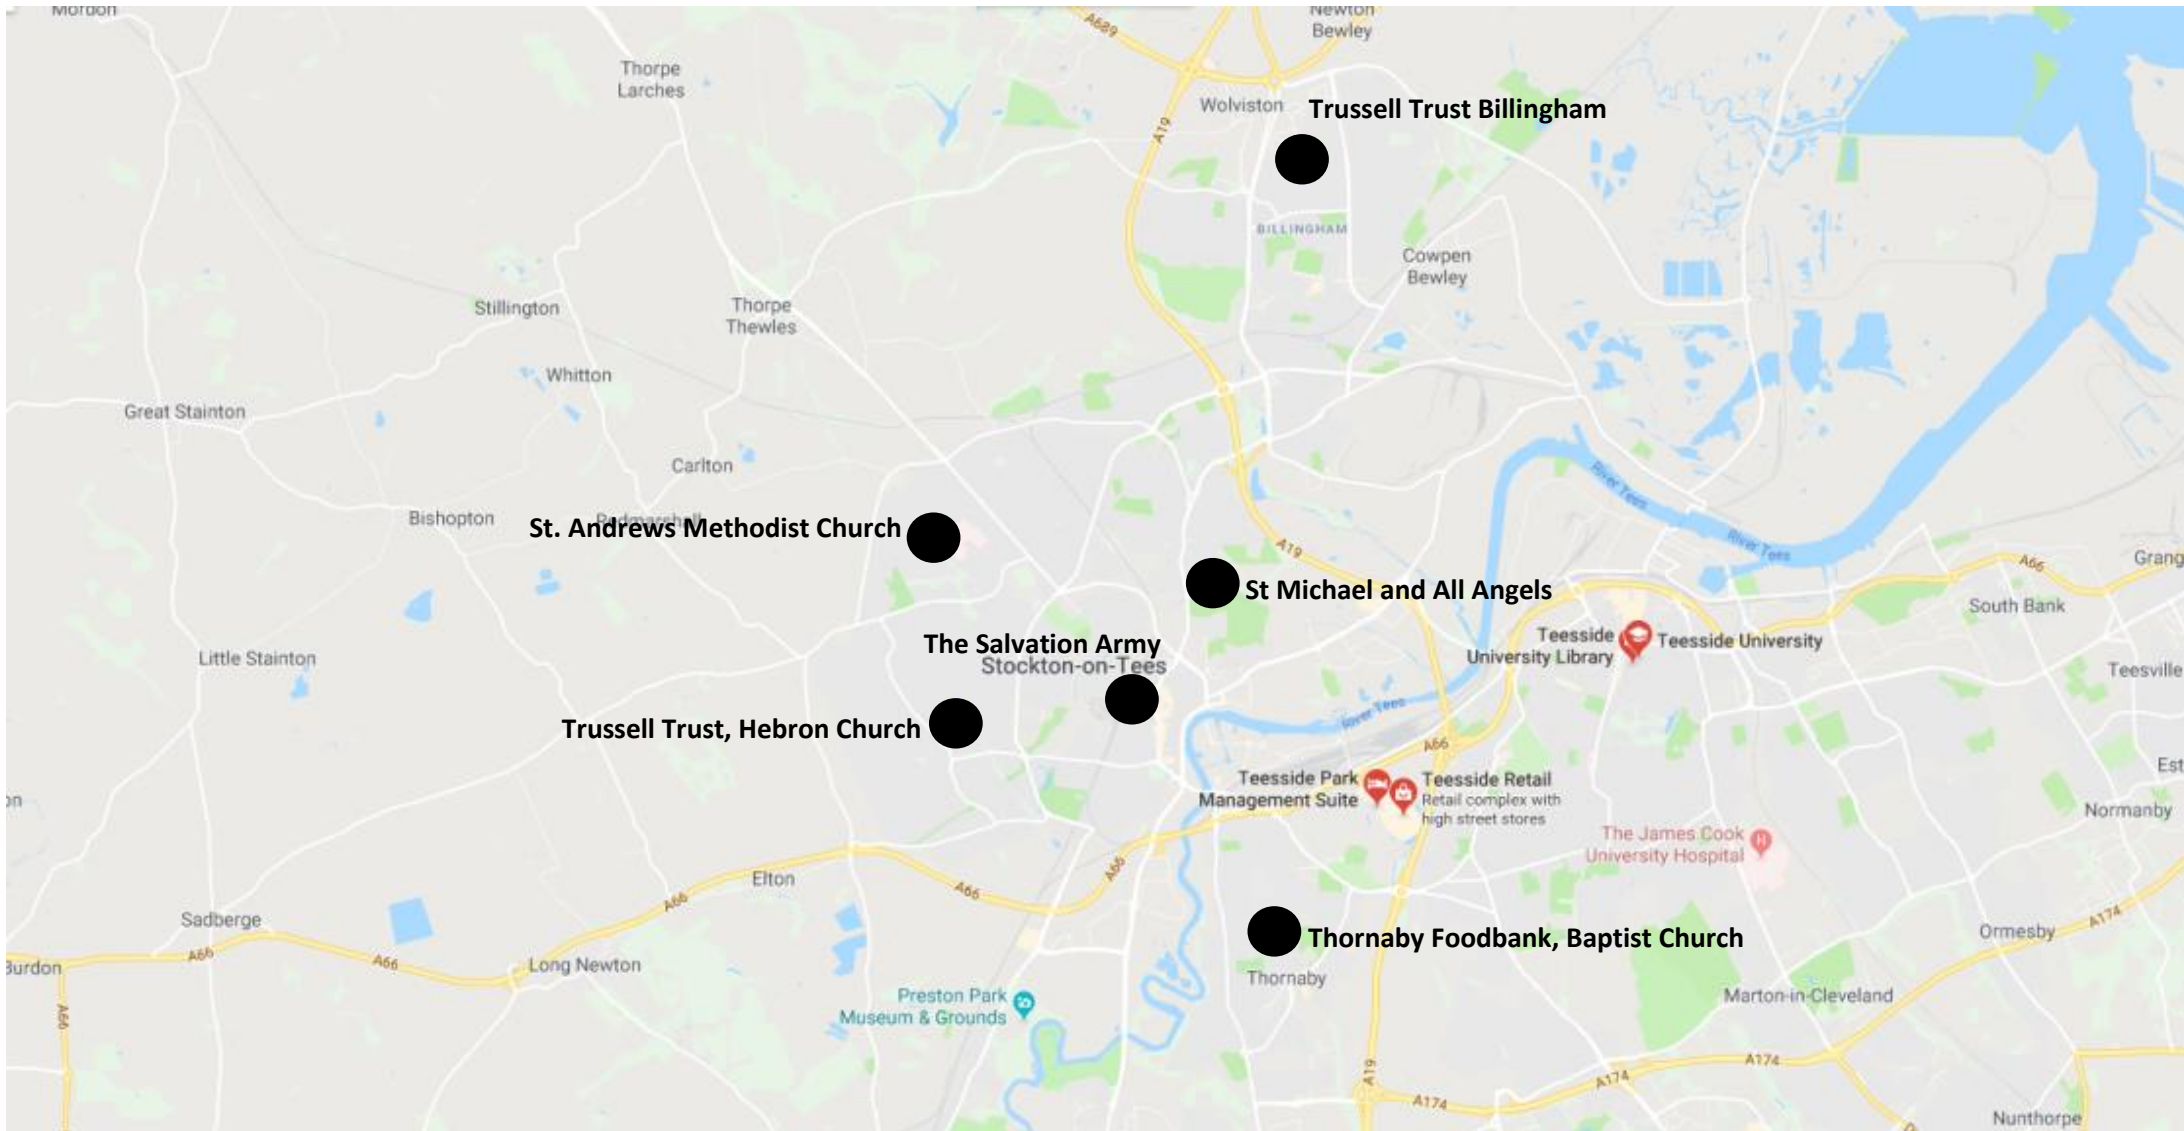 Mordon
Newton
Bewley
A689
Thorpe
Larches
Wolviston
Trussell Trust Billingham
A19
BILLINGHAM
Cowpen
Bewley
Stillington
Thorpe
Thewles
Whitton
Great Stainton
Carlton
River Tees
Bishopton
Redmarshall
St. Andrews Methodist Church
A19
River Tees
A66
Grang
St Michael and All Angels
South Bank
The Salvation Army
Stockton-on-Tees
Teesside
University Library
Teesside University
Little Stainton
Teesville
Trussell Trust, Hebron Church
River Tees
A66
Teesside Park
Management Suite
Teesside Retail
Retail complex with
high street stores
Est
on
Normanby
The James Cook
University Hospital
Elton
A66
A66
A66
Sadberge
A174
Ormesby
Thornaby Foodbank, Baptist Church
A66
A66
Burdon
Long Newton
Thornaby
Preston Park
Museum & Grounds
Marton-in-Cleveland
A66
A19
A174
A174
A174
Nunthorpe